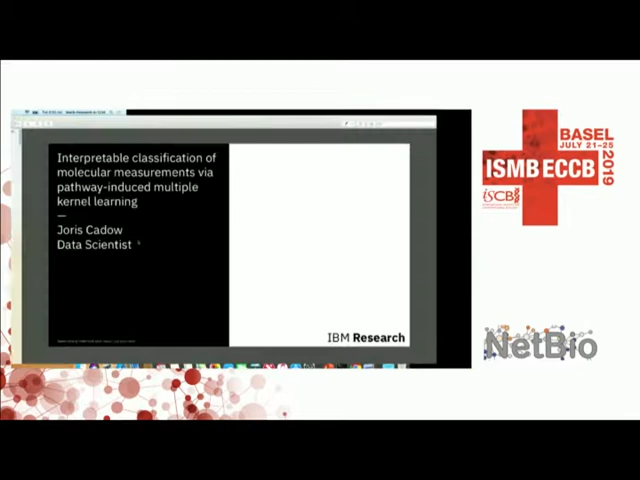 Interpretable classification of
molecular measurements via
pathway-induced multiple
kernel learning
—
Joris Cadow
Data Scientist
IBM Research
BASEL
JULY 21-25
2019
ISMB ECCB
ISCB
NetBio